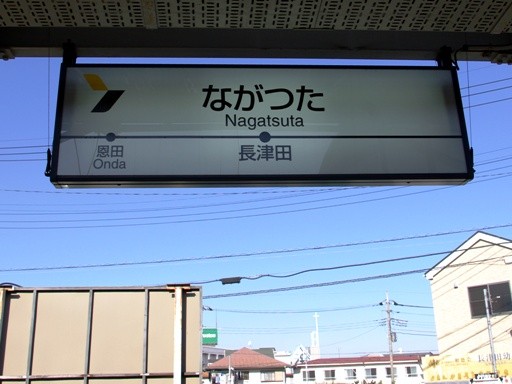 ながつた
Nagatsuta
恩田
Onda
長津田